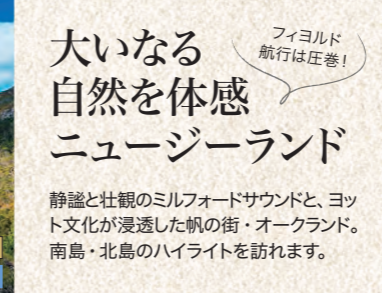 大いなる
自然を体感
ニュージーランド
フィヨルド
航行は圧巻!
静謐と壮観のミルフォードサウンドと、ヨッ
ト文化が浸透した帆の街・オークランド。
南島・北島のハイライトを訪れます。